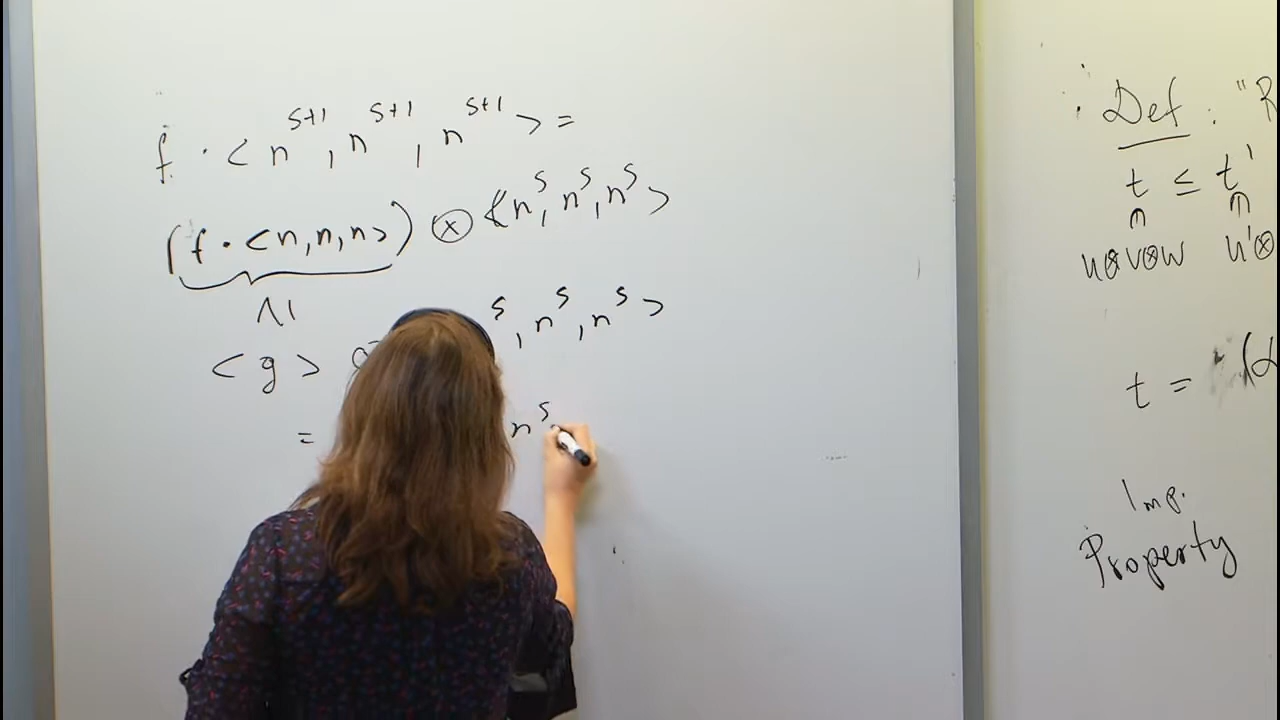 f · < n^{s+1}, n^{s+1}, n^{s+1} > =
(f · <n,n,n>) ⊗ <n^s, n^s, n^s>
∧|
<g> ^s, n^s, n^s >
= n^s
Def : "R
t ≤ t'
∩ ∩
u⊗v⊗w u'⊗
t =
Imp.
Property